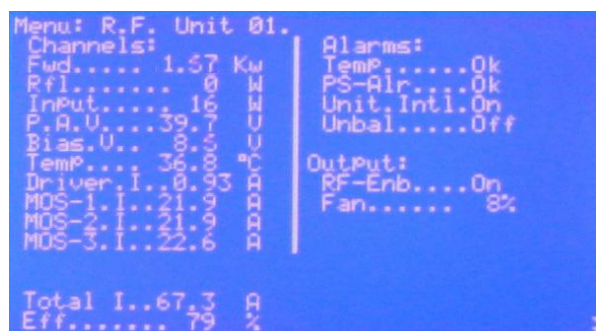 Menu: R.F. Unit 01.
Channels:
Fwd..... 1.57 Kw
Rfl....... 0 W
Input..... 16 W
P.A.V....39.7 V
Bias.V.. 8.5 V
Temp.... 36.8 °C
Driver.I..0.93 A
MOS-1.I..21.9 A
MOS-2.I..21.9 A
MOS-3.I..22.6 A
Total I..67.3 A
Eff....... 79 %
Alarms:
Temp......Ok
PS-Alr....Ok
Unit.Intl.On
Unbal.....Off
Output:
RF-Enb....On
Fan...... 8%